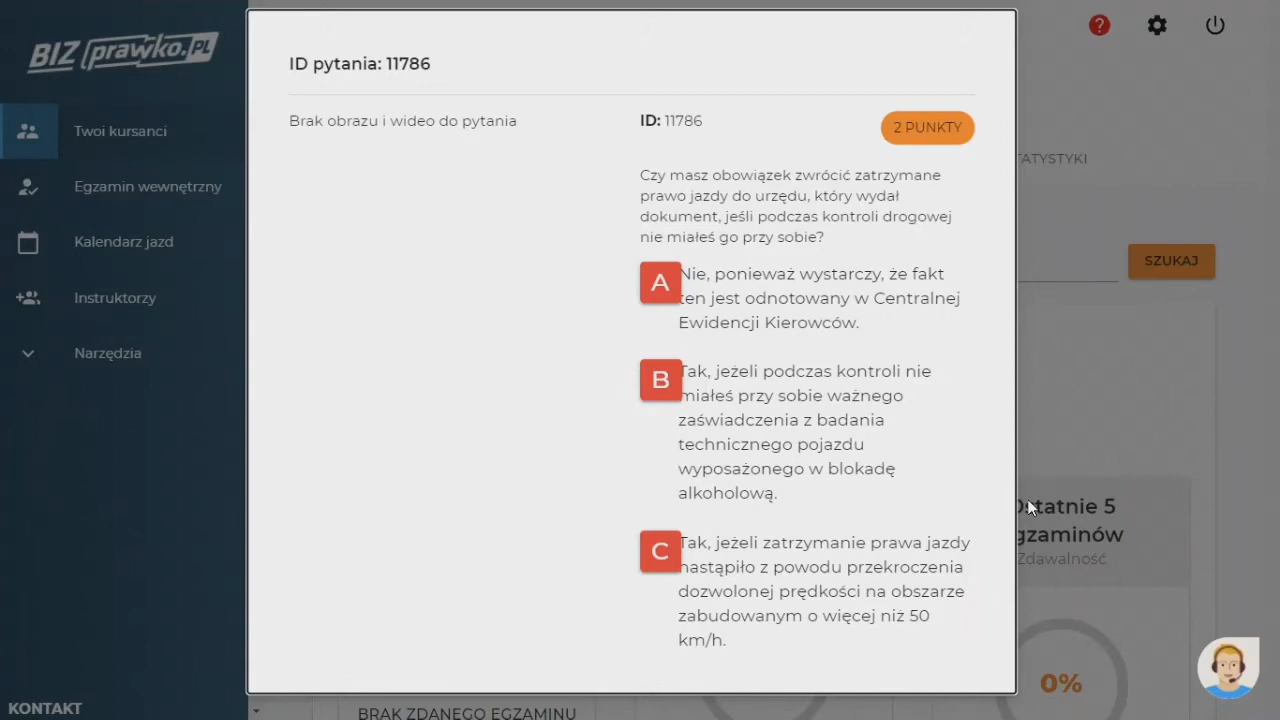 BIZ prawko.PL
Twoi kursanci
Egzamin wewnętrzny
Kalendarz jazd
Instruktorzy
Narzędzia
KONTAKT
ID pytania: 11786
Brak obrazu i wideo do pytania
ID: 11786
2 PUNKTY
Czy masz obowiązek zwrócić zatrzymane
prawo jazdy do urzędu, który wydał
dokument, jeśli podczas kontroli drogowej
nie miałeś go przy sobie?
A
Nie, ponieważ wystarczy, że fakt
ten jest odnotowany w Centralnej
Ewidencji Kierowców.
B
Tak, jeżeli podczas kontroli nie
miałeś przy sobie ważnego
zaświadczenia z badania
technicznego pojazdu
wyposażonego w blokadę
alkoholową.
C
Tak, jeżeli zatrzymanie prawa jazdy
nastąpiło z powodu przekroczenia
dozwolonej prędkości na obszarze
zabudowanym o więcej niż 50
km/h.
?
TATYSTYKI
SZUKAJ
Ostatnie 5
gzaminów
Zdawalność
0%
BRAK ZDANEGO EGZAMINU